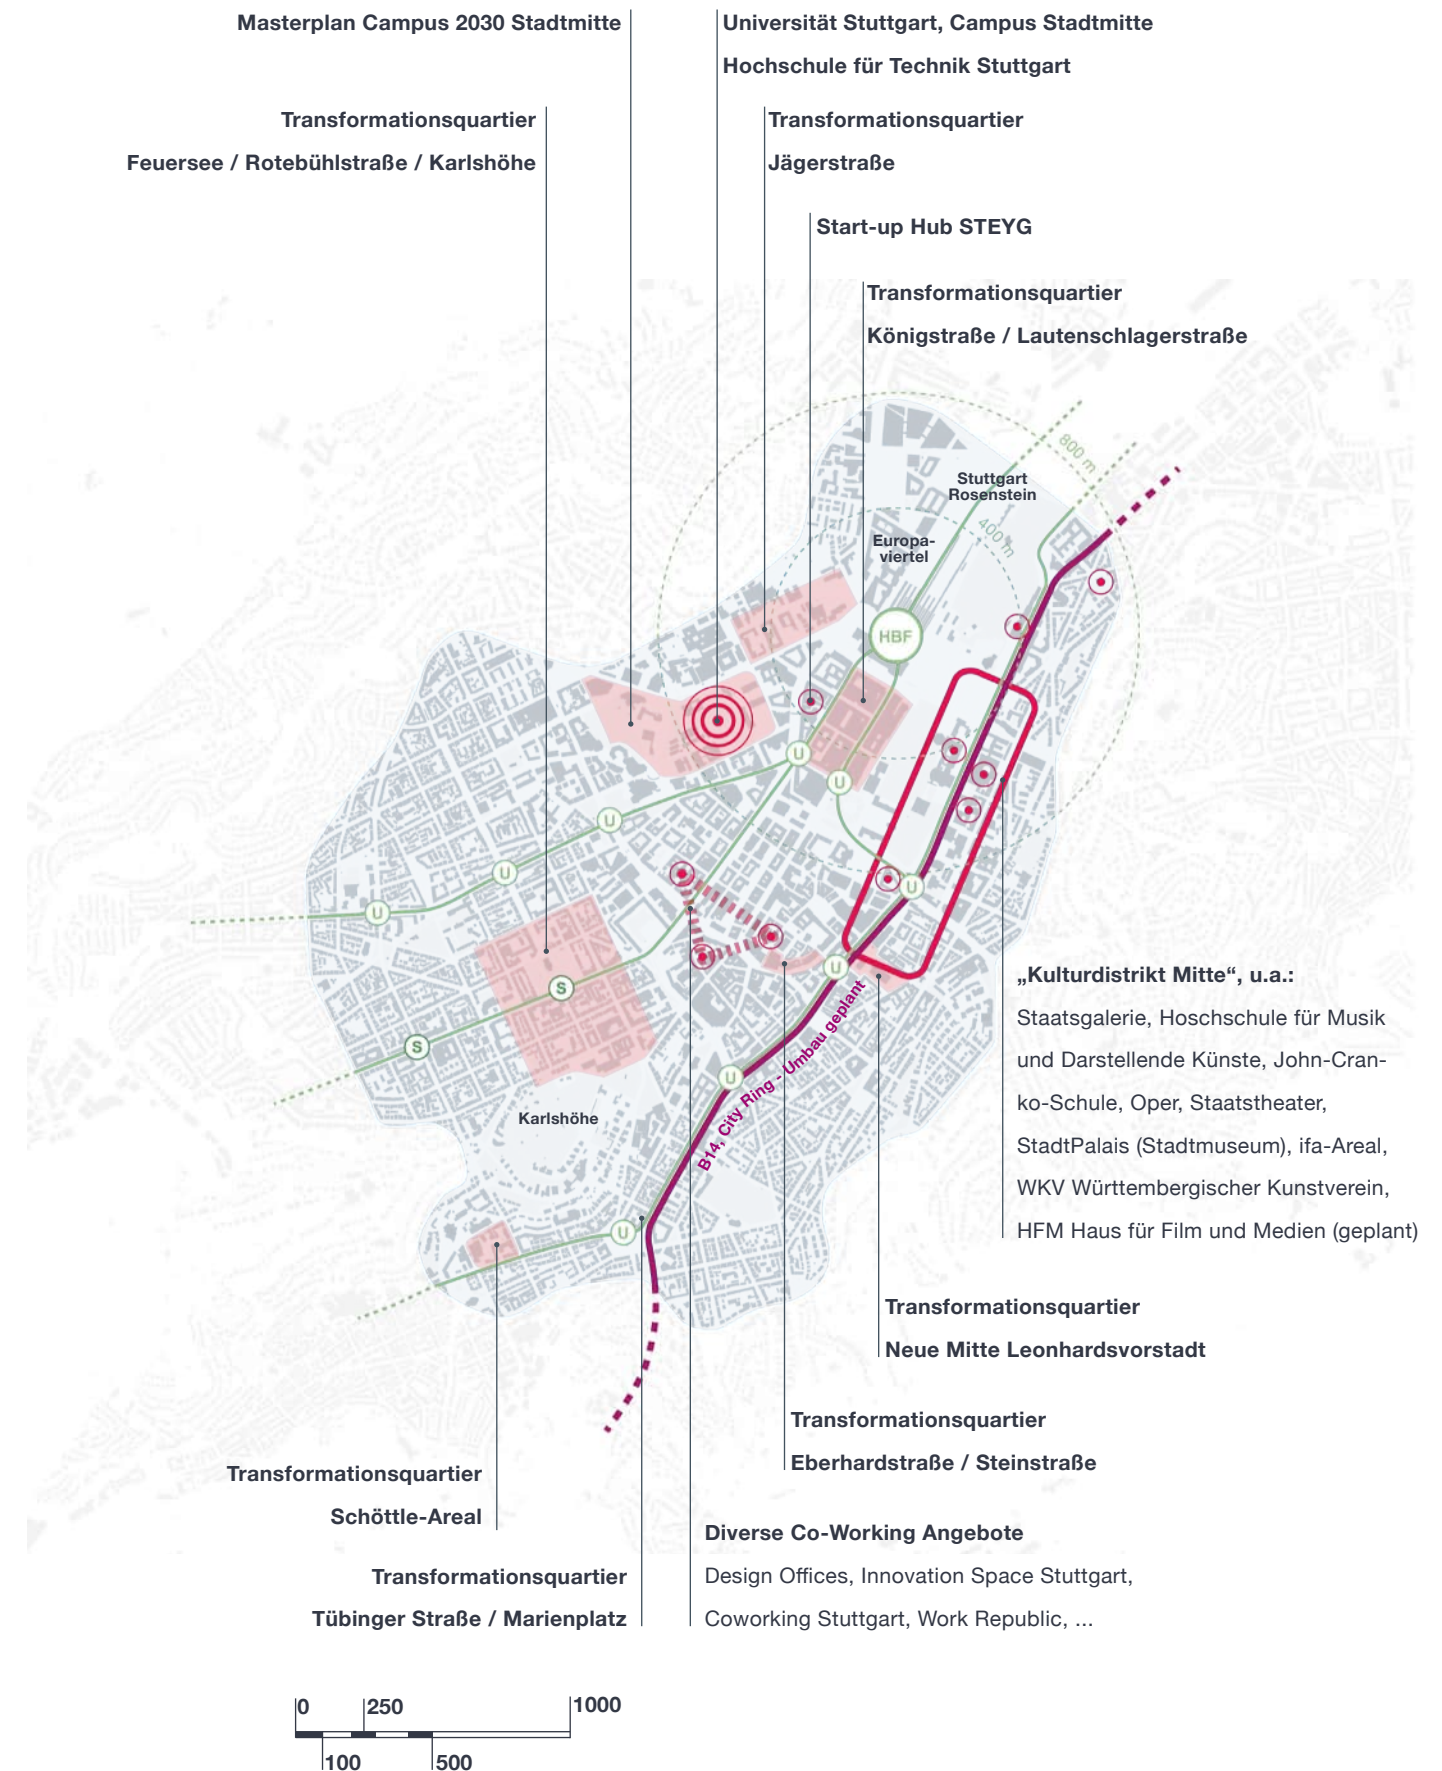 Masterplan Campus 2030 Stadtmitte
Universität Stuttgart, Campus Stadtmitte
Hochschule für Technik Stuttgart
Transformationsquartier
Feuersee / Rotebühlstraße / Karlshöhe
Transformationsquartier
Jägerstraße
Start-up Hub STEYG
Transformationsquartier
Königstraße / Lautenschlagerstraße
800 m
Stuttgart
Rosenstein
400 m
Europa-
viertel
HBF
U
U
U
U
U
U
U
S
S
U
U
B14, City Ring - Umbau geplant
Karlshöhe
„Kulturdistrikt Mitte“, u.a.:
Staatsgalerie, Hoschschule für Musik
und Darstellende Künste, John-Cran-
ko-Schule, Oper, Staatstheater,
StadtPalais (Stadtmuseum), ifa-Areal,
WKV Württembergischer Kunstverein,
HFM Haus für Film und Medien (geplant)
Transformationsquartier
Neue Mitte Leonhardsvorstadt
Transformationsquartier
Eberhardstraße / Steinstraße
Transformationsquartier
Schöttle-Areal
Diverse Co-Working Angebote
Design Offices, Innovation Space Stuttgart,
Coworking Stuttgart, Work Republic, ...
Transformationsquartier
Tübinger Straße / Marienplatz
0 250 1000
100 500